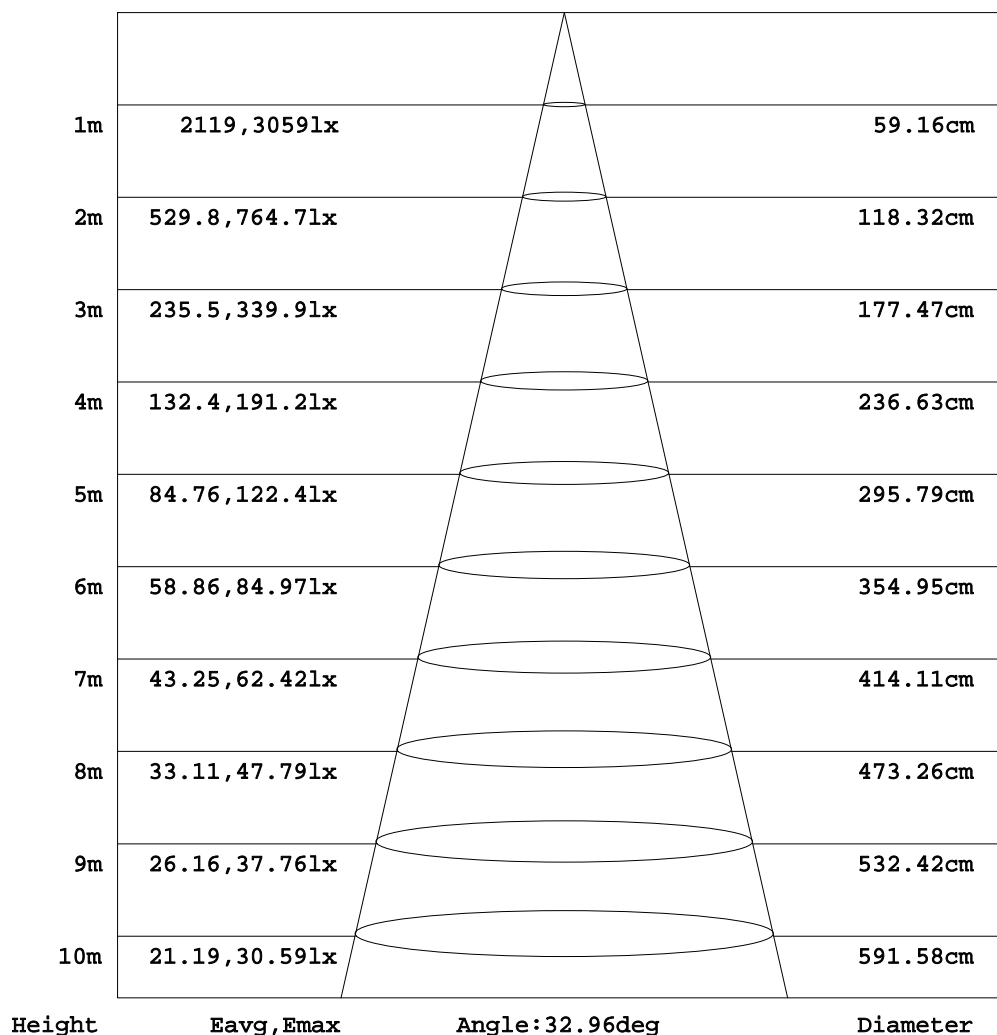 1m 2119,3059lx 59.16cm
2m 529.8,764.7lx 118.32cm
3m 235.5,339.9lx 177.47cm
4m 132.4,191.2lx 236.63cm
5m 84.76,122.4lx 295.79cm
6m 58.86,84.97lx 354.95cm
7m 43.25,62.42lx 414.11cm
8m 33.11,47.79lx 473.26cm
9m 26.16,37.76lx 532.42cm
10m 21.19,30.59lx 591.58cm
Height Eavg,Emax Angle:32.96deg Diameter